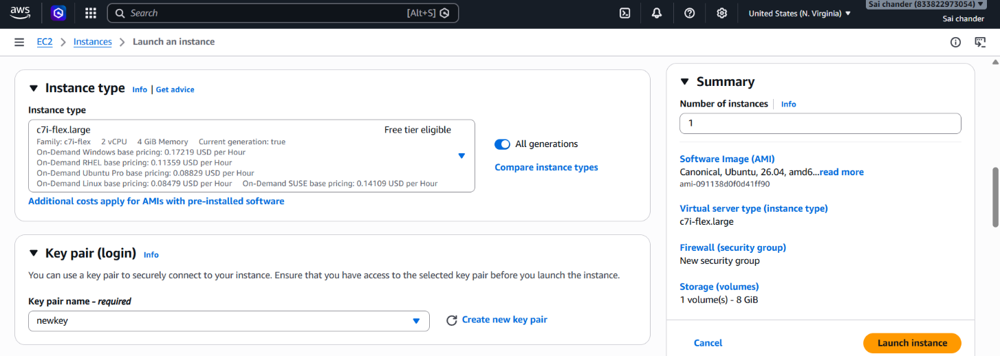 aws
Search [Alt+S]
United States (N. Virginia)
Sai chander (833822973054)
Sai chander
EC2 Instances Launch an instance
Instance type Info | Get advice
Instance type
c7i-flex.large Free tier eligible
Family: c7i-flex 2 vCPU 4 GiB Memory Current generation: true
On-Demand Windows base pricing: 0.17219 USD per Hour
On-Demand RHEL base pricing: 0.11359 USD per Hour
On-Demand Ubuntu Pro base pricing: 0.08829 USD per Hour
On-Demand Linux base pricing: 0.08479 USD per Hour On-Demand SUSE base pricing: 0.14109 USD per Hour
All generations
Compare instance types
Additional costs apply for AMIs with pre-installed software
Key pair (login) Info
You can use a key pair to securely connect to your instance. Ensure that you have access to the selected key pair before you launch the instance.
Key pair name - required
newkey
Create new key pair
Summary
Number of instances Info
1
Software Image (AMI)
Canonical, Ubuntu, 26.04, amd6...read more
ami-091138d0f0d41ff90
Virtual server type (instance type)
c7i-flex.large
Firewall (security group)
New security group
Storage (volumes)
1 volume(s) - 8 GiB
Cancel Launch instance